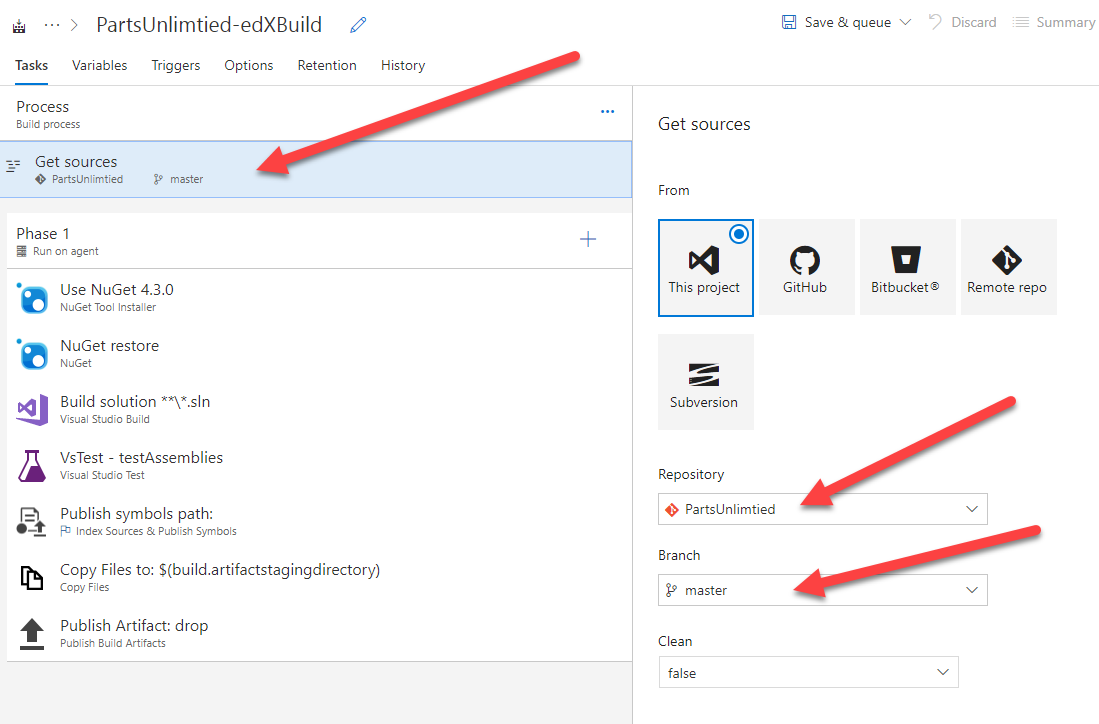 PartsUnlimtied-edXBuild
Save & queue
Discard
Summary
Tasks
Variables
Triggers
Options
Retention
History
Process
Build process
Get sources
PartsUnlimtied
master
Phase 1
Run on agent
Use NuGet 4.3.0
NuGet Tool Installer
NuGet restore
NuGet
Build solution **\*.sln
Visual Studio Build
VsTest - testAssemblies
Visual Studio Test
Publish symbols path:
Index Sources & Publish Symbols
Copy Files to: $(build.artifactstagingdirectory)
Copy Files
Publish Artifact: drop
Publish Build Artifacts
Get sources
From
This project
GitHub
Bitbucket®
Remote repo
Subversion
Repository
PartsUnlimtied
Branch
master
Clean
false